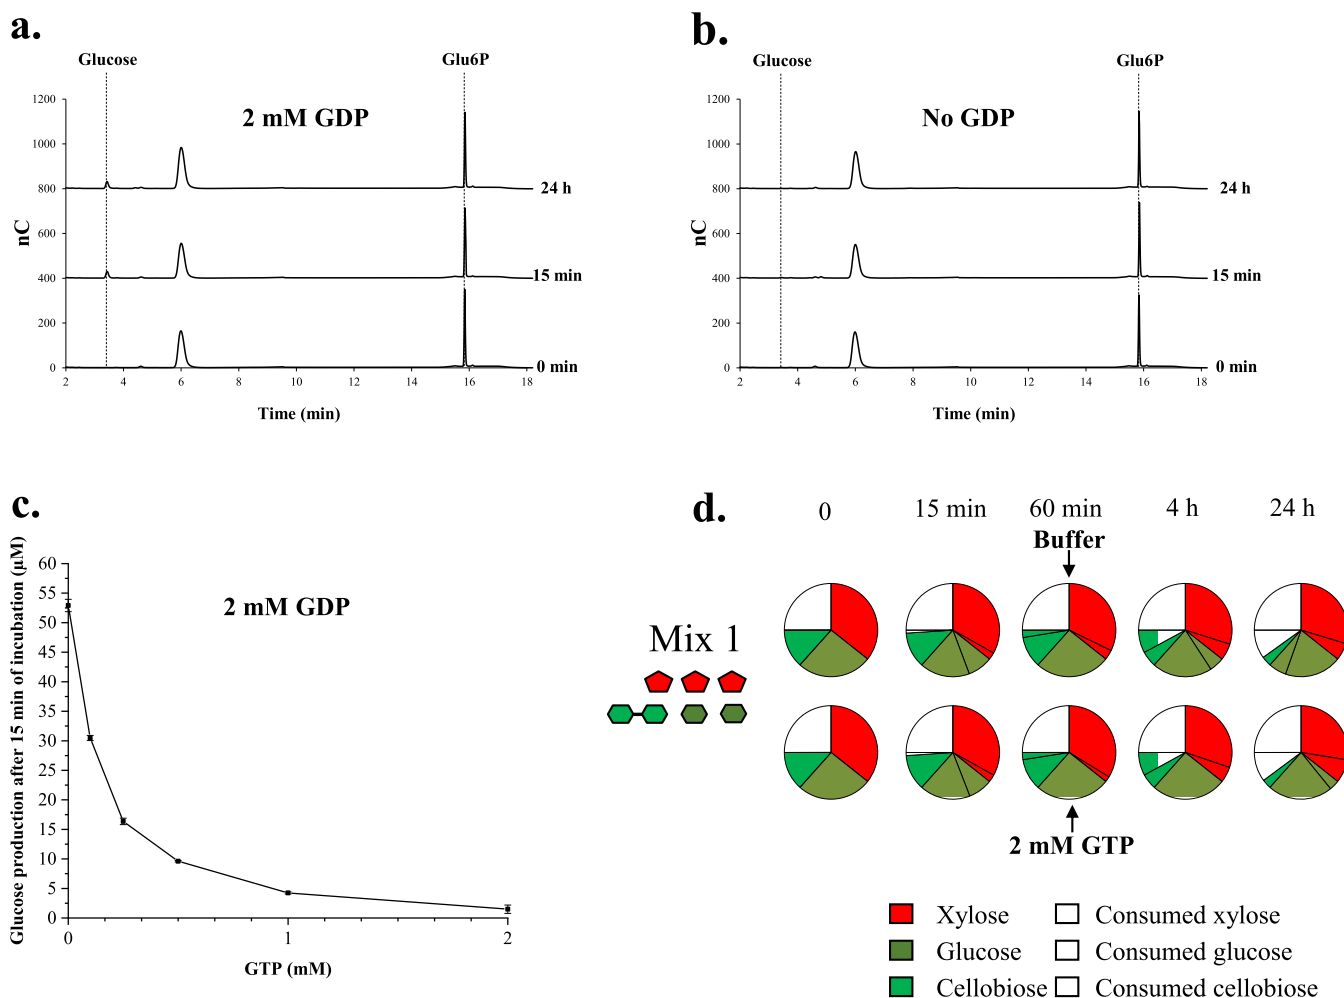 a.
Glucose
Glu6P
2 mM GDP
1200
1000
800
600
400
200
0
nC
24 h
15 min
0 min
2 4 6 8 10 12 14 16 18
Time (min)
b.
Glucose
Glu6P
No GDP
1200
1000
800
600
400
200
0
nC
24 h
15 min
0 min
2 4 6 8 10 12 14 16 18
Time (min)
c.
2 mM GDP
Glucose production after 15 min of incubation (µM)
60
55
50
45
40
35
30
25
20
15
10
5
0
0 1 2
GTP (mM)
d.
0 15 min 60 min 4 h 24 h
Buffer
Mix 1
2 mM GTP
Xylose
Glucose
Cellobiose
Consumed xylose
Consumed glucose
Consumed cellobiose